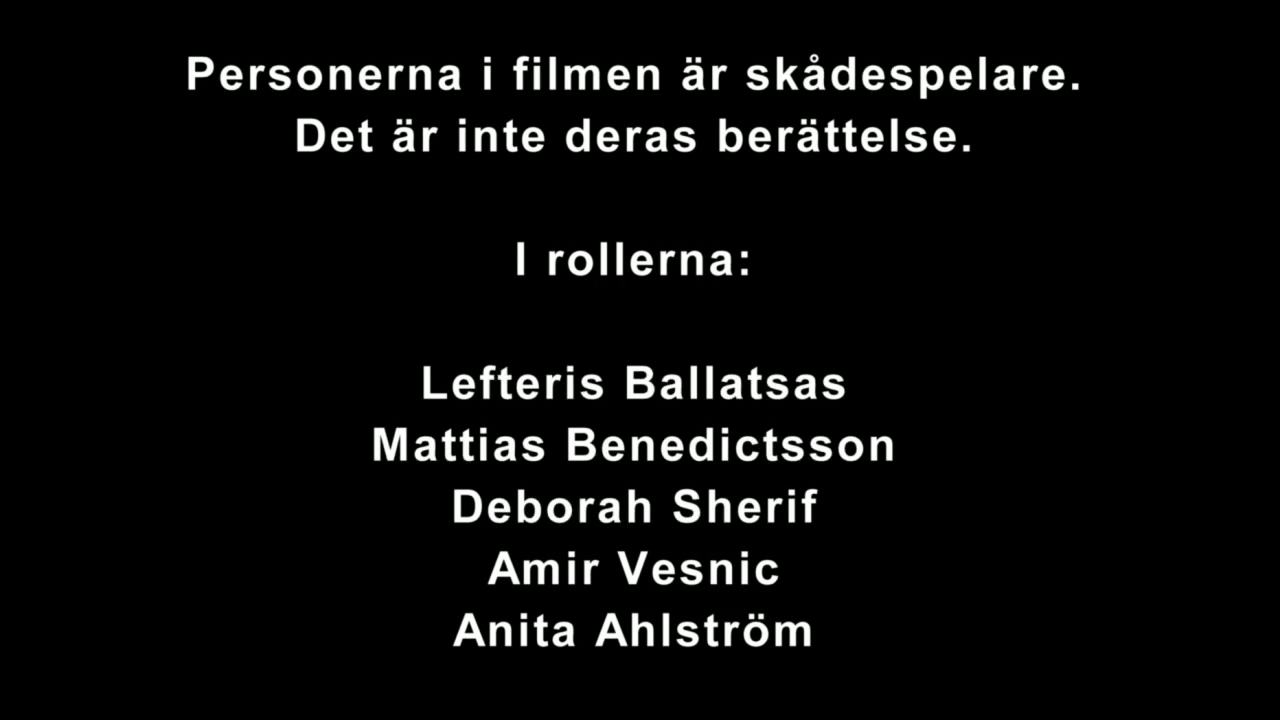 Personerna i filmen är skådespelare.
Det är inte deras berättelse.
I rollerna:
Lefteris Ballatsas
Mattias Benedictsson
Deborah Sherif
Amir Vesnic
Anita Ahlström